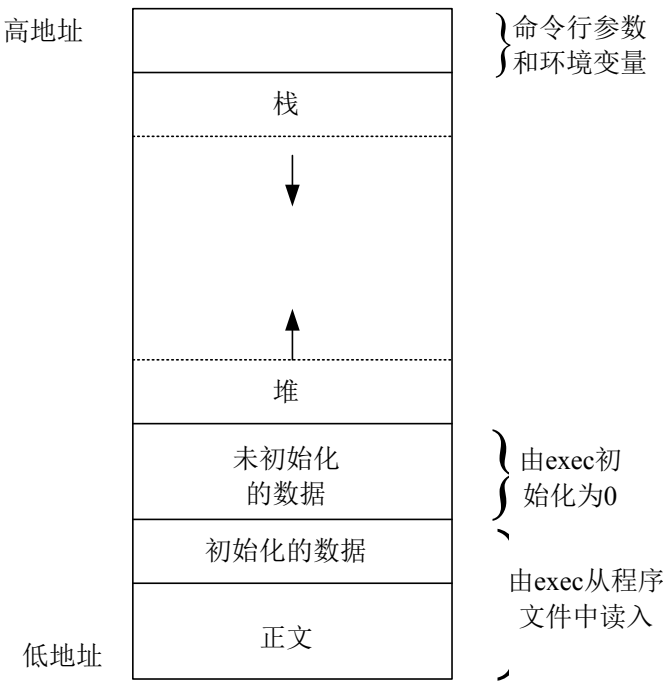 高地址
命令行参数
和环境变量
栈
堆
未初始化
的数据
由exec初
始化为0
初始化的数据
由exec从程序
文件中读入
正文
低地址